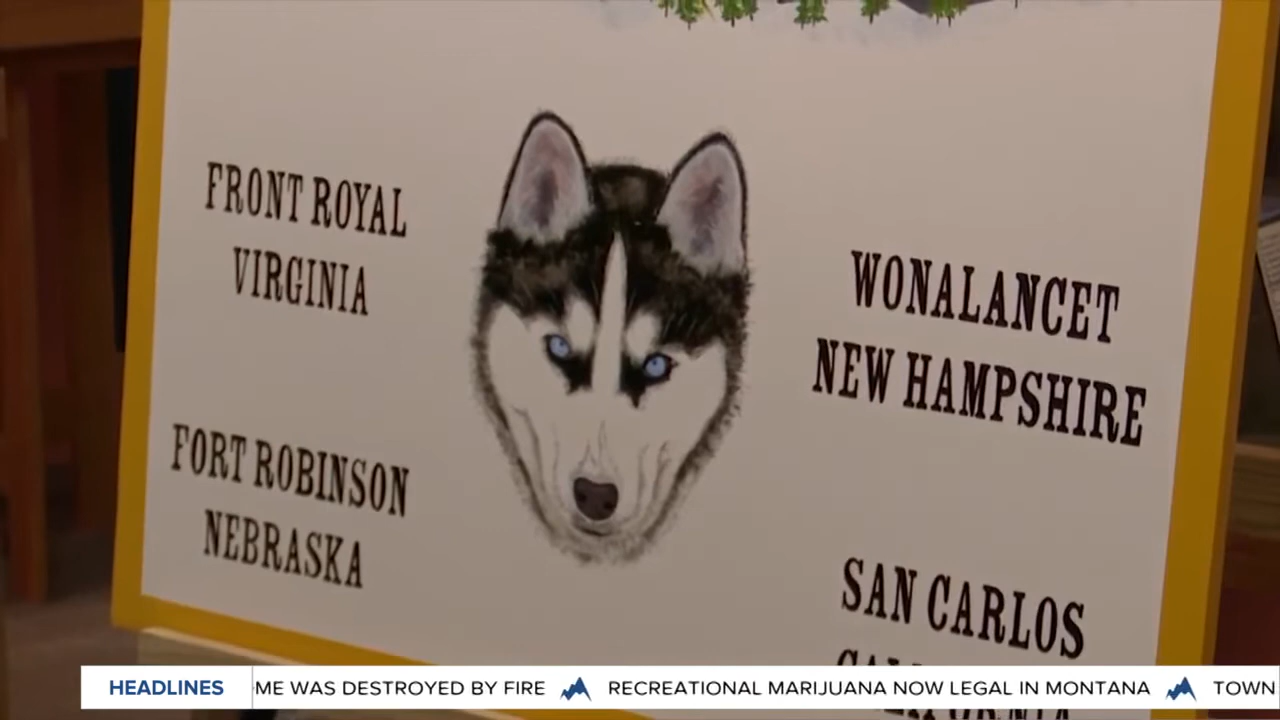 FRONT ROYAL
VIRGINIA
FORT ROBINSON
NEBRASKA
WONALANCET
NEW HAMPSHIRE
SAN CARLOS
CALIFORNIA
HEADLINES
ME WAS DESTROYED BY FIRE RECREATIONAL MARIJUANA NOW LEGAL IN MONTANA TOWN